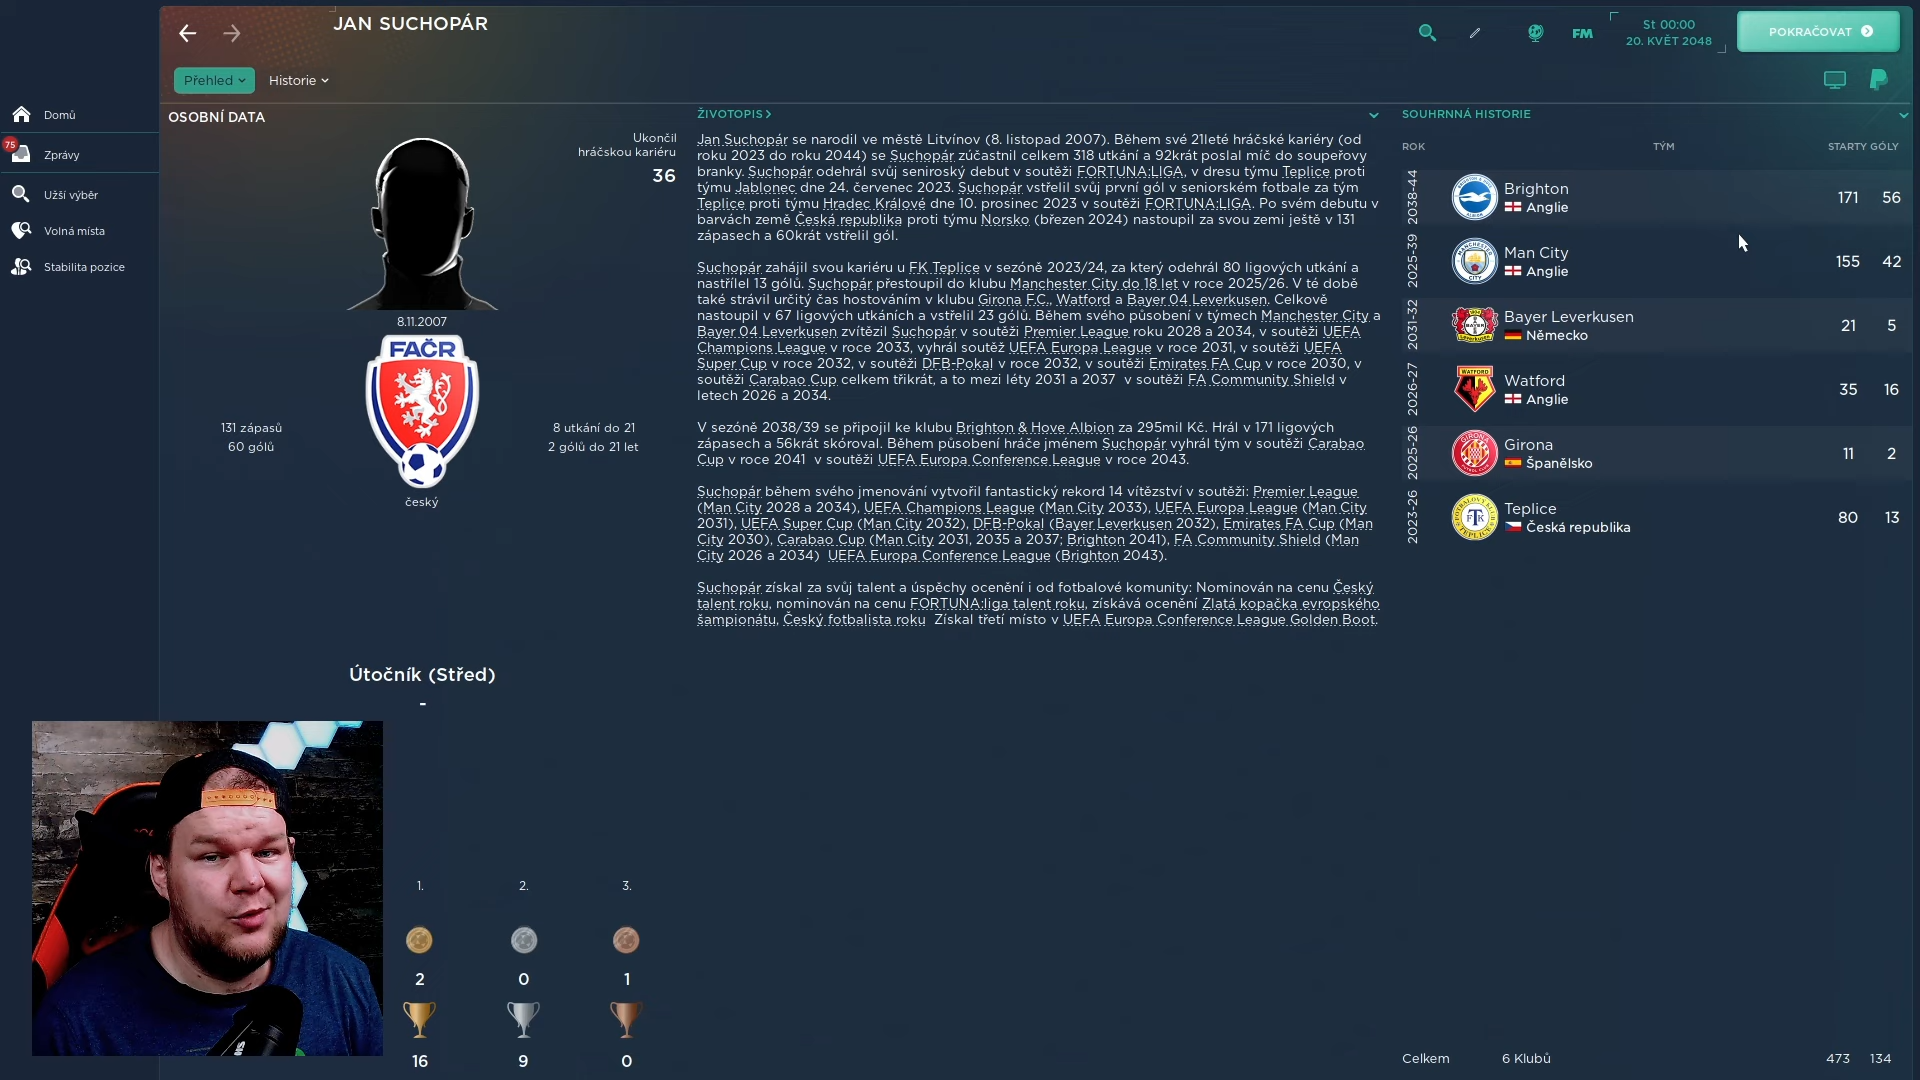 JAN SUCHOPÁR
FM
St 00:00
20. KVĚT 2048
POKRAČOVAT
Přehled
Historie
Domů
75
Zprávy
Užší výběr
Volná místa
Stabilita pozice
OSOBNÍ DATA
Ukončil
hráčskou kariéru
36
8.11.2007
FAČR
131 zápasů
60 gólů
8 utkání do 21
2 gólů do 21 let
český
Útočník (Střed)
-
1.
2.
3.
2
0
1
16
9
0
ŽIVOTOPIS
Jan Suchopár se narodil ve městě Litvínov (8. listopad 2007). Během své 21leté hráčské kariéry (od
roku 2023 do roku 2044) se Suchopár zúčastnil celkem 318 utkání a 92krát poslal míč do soupeřovy
branky. Suchopár odehrál svůj seniroský debut v soutěži FORTUNA:LIGA, v dresu týmu Teplice proti
týmu Jablonec dne 24. červenec 2023. Suchopár vstřelil svůj první gól v seniorském fotbale za tým
Teplice proti týmu Hradec Králové dne 10. prosinec 2023 v soutěži FORTUNA:LIGA. Po svém debutu v
barvách země Česká republika proti týmu Norsko (březen 2024) nastoupil za svou zemi ještě v 131
zápasech a 60krát vstřelil gól.
Suchopár zahájil svou kariéru u FK Teplice v sezóně 2023/24, za který odehrál 80 ligových utkání a
nastřílel 13 gólů. Suchopár přestoupil do klubu Manchester City do 18 let v roce 2025/26. V té době
také strávil určitý čas hostováním v klubu Girona F.C., Watford a Bayer 04 Leverkusen. Celkově
nastoupil v 67 ligových utkáních a vstřelil 23 gólů. Během svého působení v týmech Manchester City a
Bayer 04 Leverkusen zvítězil Suchopár v soutěži Premier League roku 2028 a 2034, v soutěži UEFA
Champions League v roce 2033, vyhrál soutěž UEFA Europa League v roce 2031, v soutěži UEFA
Super Cup v roce 2032, v soutěži DFB-Pokal v roce 2032, v soutěži Emirates FA Cup v roce 2030, v
soutěži Carabao Cup celkem třikrát, a to mezi léty 2031 a 2037 v soutěži FA Community Shield v
letech 2026 a 2034.
V sezóně 2038/39 se připojil ke klubu Brighton & Hove Albion za 295mil Kč. Hrál v 171 ligových
zápasech a 56krát skóroval. Během působení hráče jménem Suchopár vyhrál tým v soutěži Carabao
Cup v roce 2041 v soutěži UEFA Europa Conference League v roce 2043.
Suchopár během svého jmenování vytvořil fantastický rekord 14 vítězství v soutěži: Premier League
(Man City 2028 a 2034), UEFA Champions League (Man City 2033), UEFA Europa League (Man City
2031), UEFA Super Cup (Man City 2032), DFB-Pokal (Bayer Leverkusen 2032), Emirates FA Cup (Man
City 2030), Carabao Cup (Man City 2031, 2035 a 2037; Brighton 2041), FA Community Shield (Man
City 2026 a 2034) UEFA Europa Conference League (Brighton 2043).
Suchopár získal za svůj talent a úspěchy ocenění i od fotbalové komunity: Nominován na cenu Český
talent roku, nominován na cenu FORTUNA:liga talent roku, získává ocenění Zlatá kopačka evropského
šampionátu, Český fotbalista roku Získal třetí místo v UEFA Europa Conference League Golden Boot.
SOUHRNNÁ HISTORIE
ROK TÝM STARTY GÓLY
2038-44 Brighton 171 56
Anglie
2025-39 Man City 155 42
Anglie
2031-32 Bayer Leverkusen 21 5
Německo
2026-27 Watford 35 16
Anglie
2025-26 Girona 11 2
Španělsko
2023-26 Teplice 80 13
Česká republika
Celkem 6 Klubů 473 134